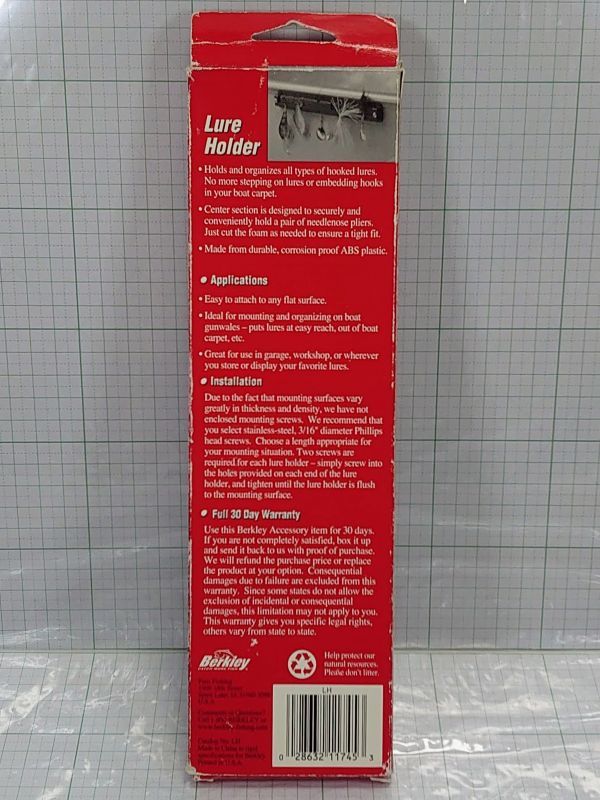 Lure
Holder
• Holds and organizes all types of hooked lures.
No more stepping on lures or embedding hooks
in your boat carpet.
• Center section is designed to securely and
conveniently hold a pair of needlenose pliers.
Just cut the foam as needed to ensure a tight fit.
• Made from durable, corrosion proof ABS plastic.
• Applications
• Easy to attach to any flat surface.
• Ideal for mounting and organizing on boat
gunwales – puts lures at easy reach, out of boat
carpet, etc.
• Great for use in garage, workshop, or wherever
you store or display your favorite lures.
• Installation
Due to the fact that mounting surfaces vary
greatly in thickness and density, we have not
enclosed mounting screws. We recommend that
you select stainless-steel, 3/16" diameter Phillips
head screws. Choose a length appropriate for
your mounting situation. Two screws are
required for each lure holder – simply screw into
the holes provided on each end of the lure
holder, and tighten until the lure holder is flush
to the mounting surface.
• Full 30 Day Warranty
Use this Berkley Accessory item for 30 days.
If you are not completely satisfied, box it up
and send it back to us with proof of purchase.
We will refund the purchase price or replace
the product at your option. Consequential
damages due to failure are excluded from this
warranty. Since some states do not allow the
exclusion of incidental or consequential
damages, this limitation may not apply to you.
This warranty gives you specific legal rights,
others vary from state to state.
Berkley
Help protect our
natural resources.
Please don't litter.
Pure Fishing
U.S.A.
LH
Catalog No. LH
Made in China to rigid
specifications for Berkley.
Printed in U.S.A.
0 28632 11745 3